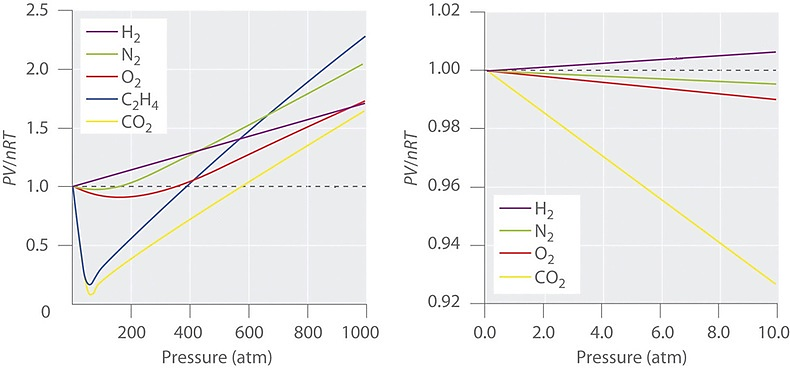 2.5
2.0
1.5
1.0
0.5
0
PV/nRT
H₂
N₂
O₂
C₂H₄
CO₂
200
400
600
800
1000
Pressure (atm)
1.02
1.00
0.98
0.96
0.94
0.92
PV/nRT
H₂
N₂
O₂
CO₂
0.0
2.0
4.0
6.0
8.0
10.0
Pressure (atm)